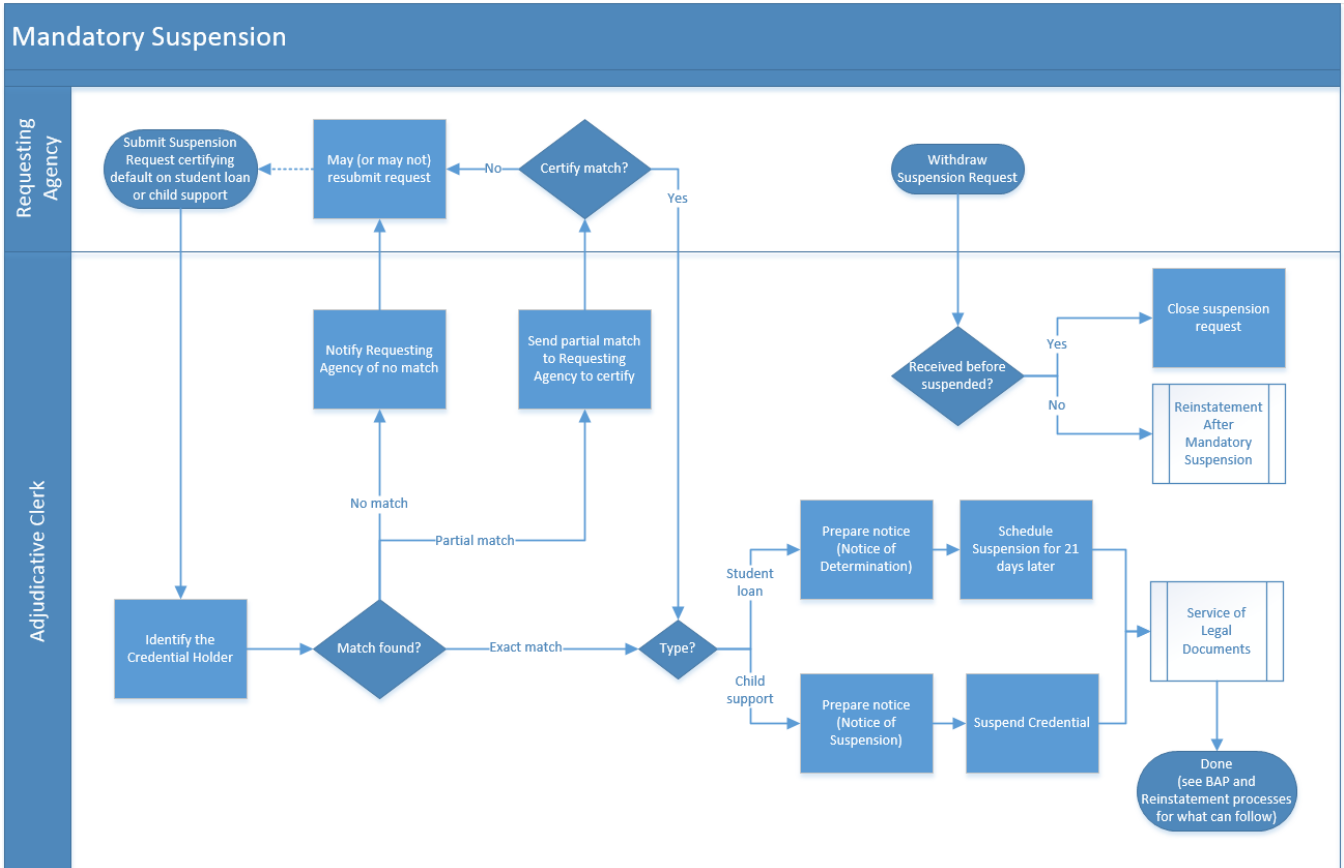 Mandatory Suspension
Requesting
Agency
Submit Suspension
Request certifying
default on student loan
or child support
May (or may not)
resubmit request
No
Certify match?
Yes
Withdraw
Suspension Request
Adjudicative Clerk
Notify Requesting
Agency of no match
Send partial match
to Requesting
Agency to certify
Received before
suspended?
Yes
No
Close suspension
request
Reinstatement
After
Mandatory
Suspension
No match
Partial match
Identify the
Credential Holder
Match found?
Exact match
Type?
Student
loan
Child
support
Prepare notice
(Notice of
Determination)
Schedule
Suspension for 21
days later
Prepare notice
(Notice of
Suspension)
Suspend Credential
Service of
Legal
Documents
Done
(see BAP and
Reinstatement processes
for what can follow)